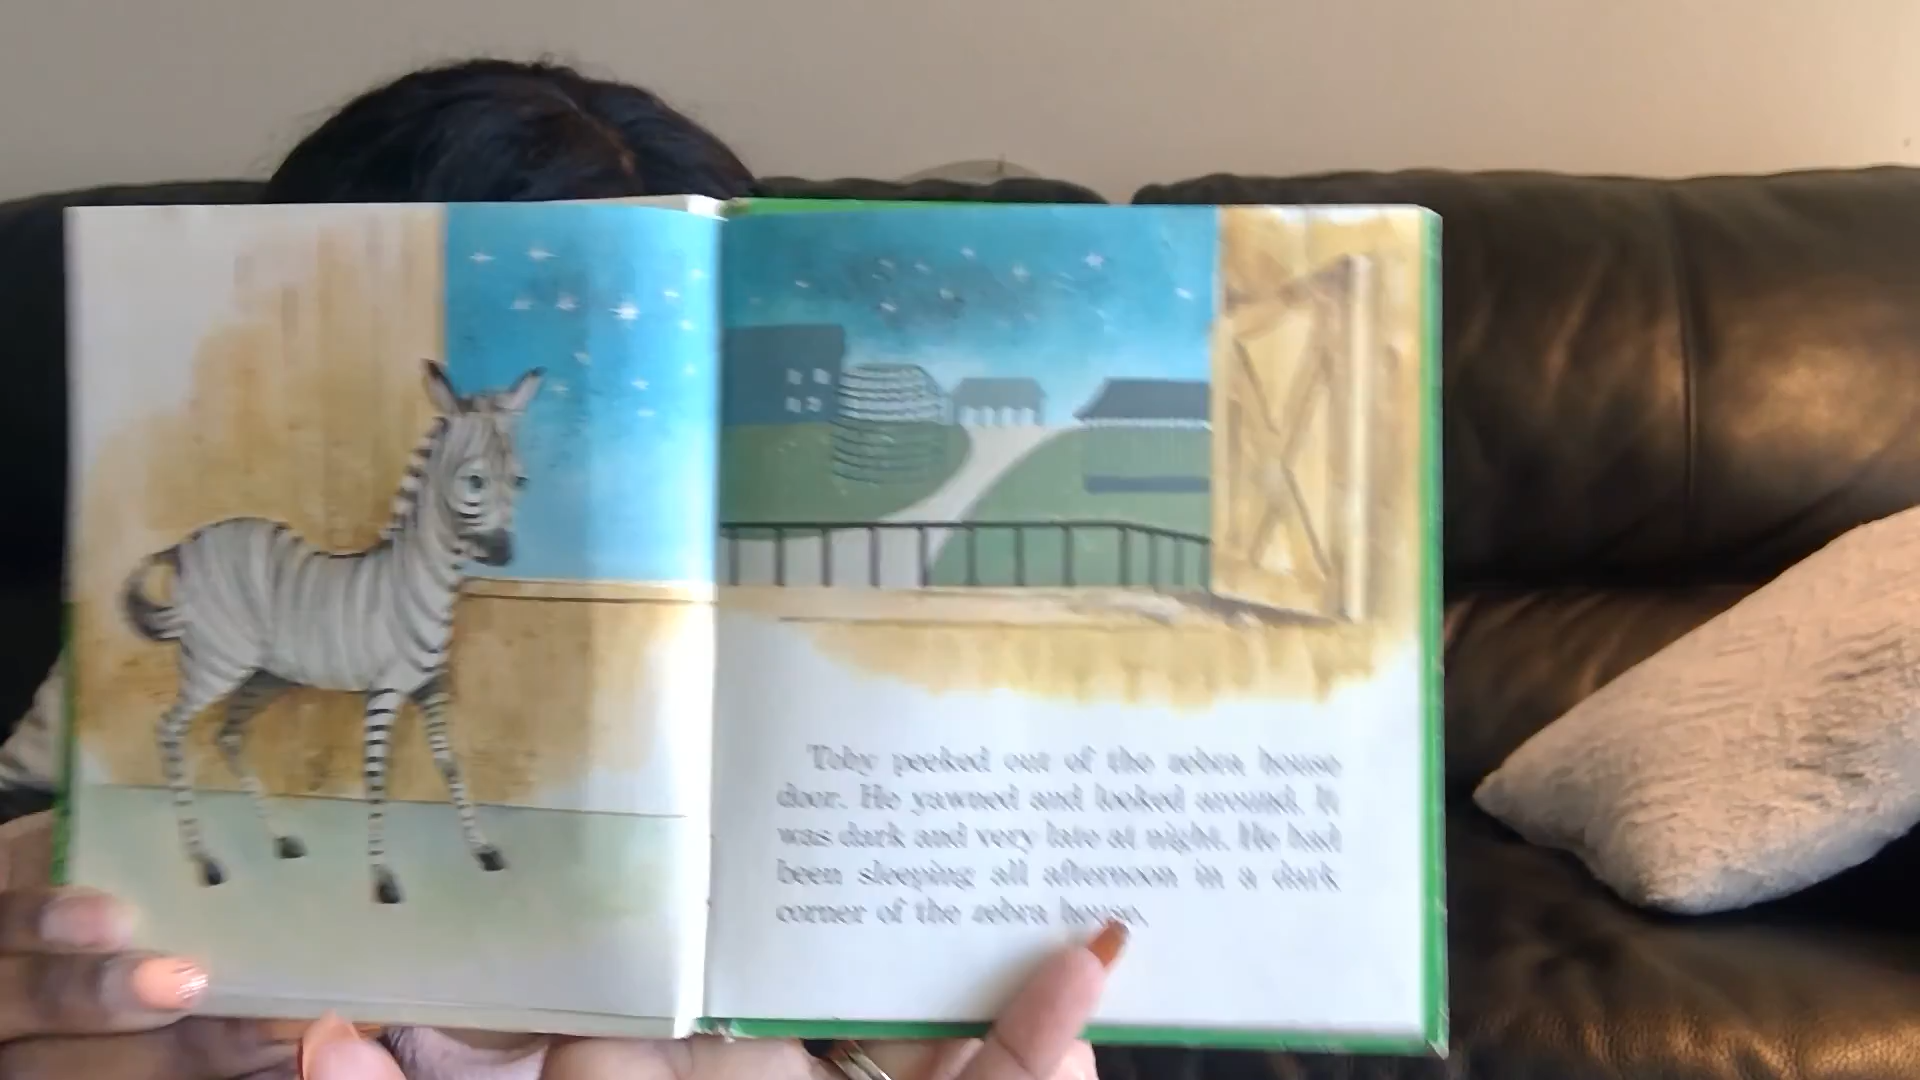 Toby peeked out of the zebra house
door. He yawned and looked around. It
was dark and very late at night. He had
been sleeping all afternoon in a dark
corner of the zebra house.